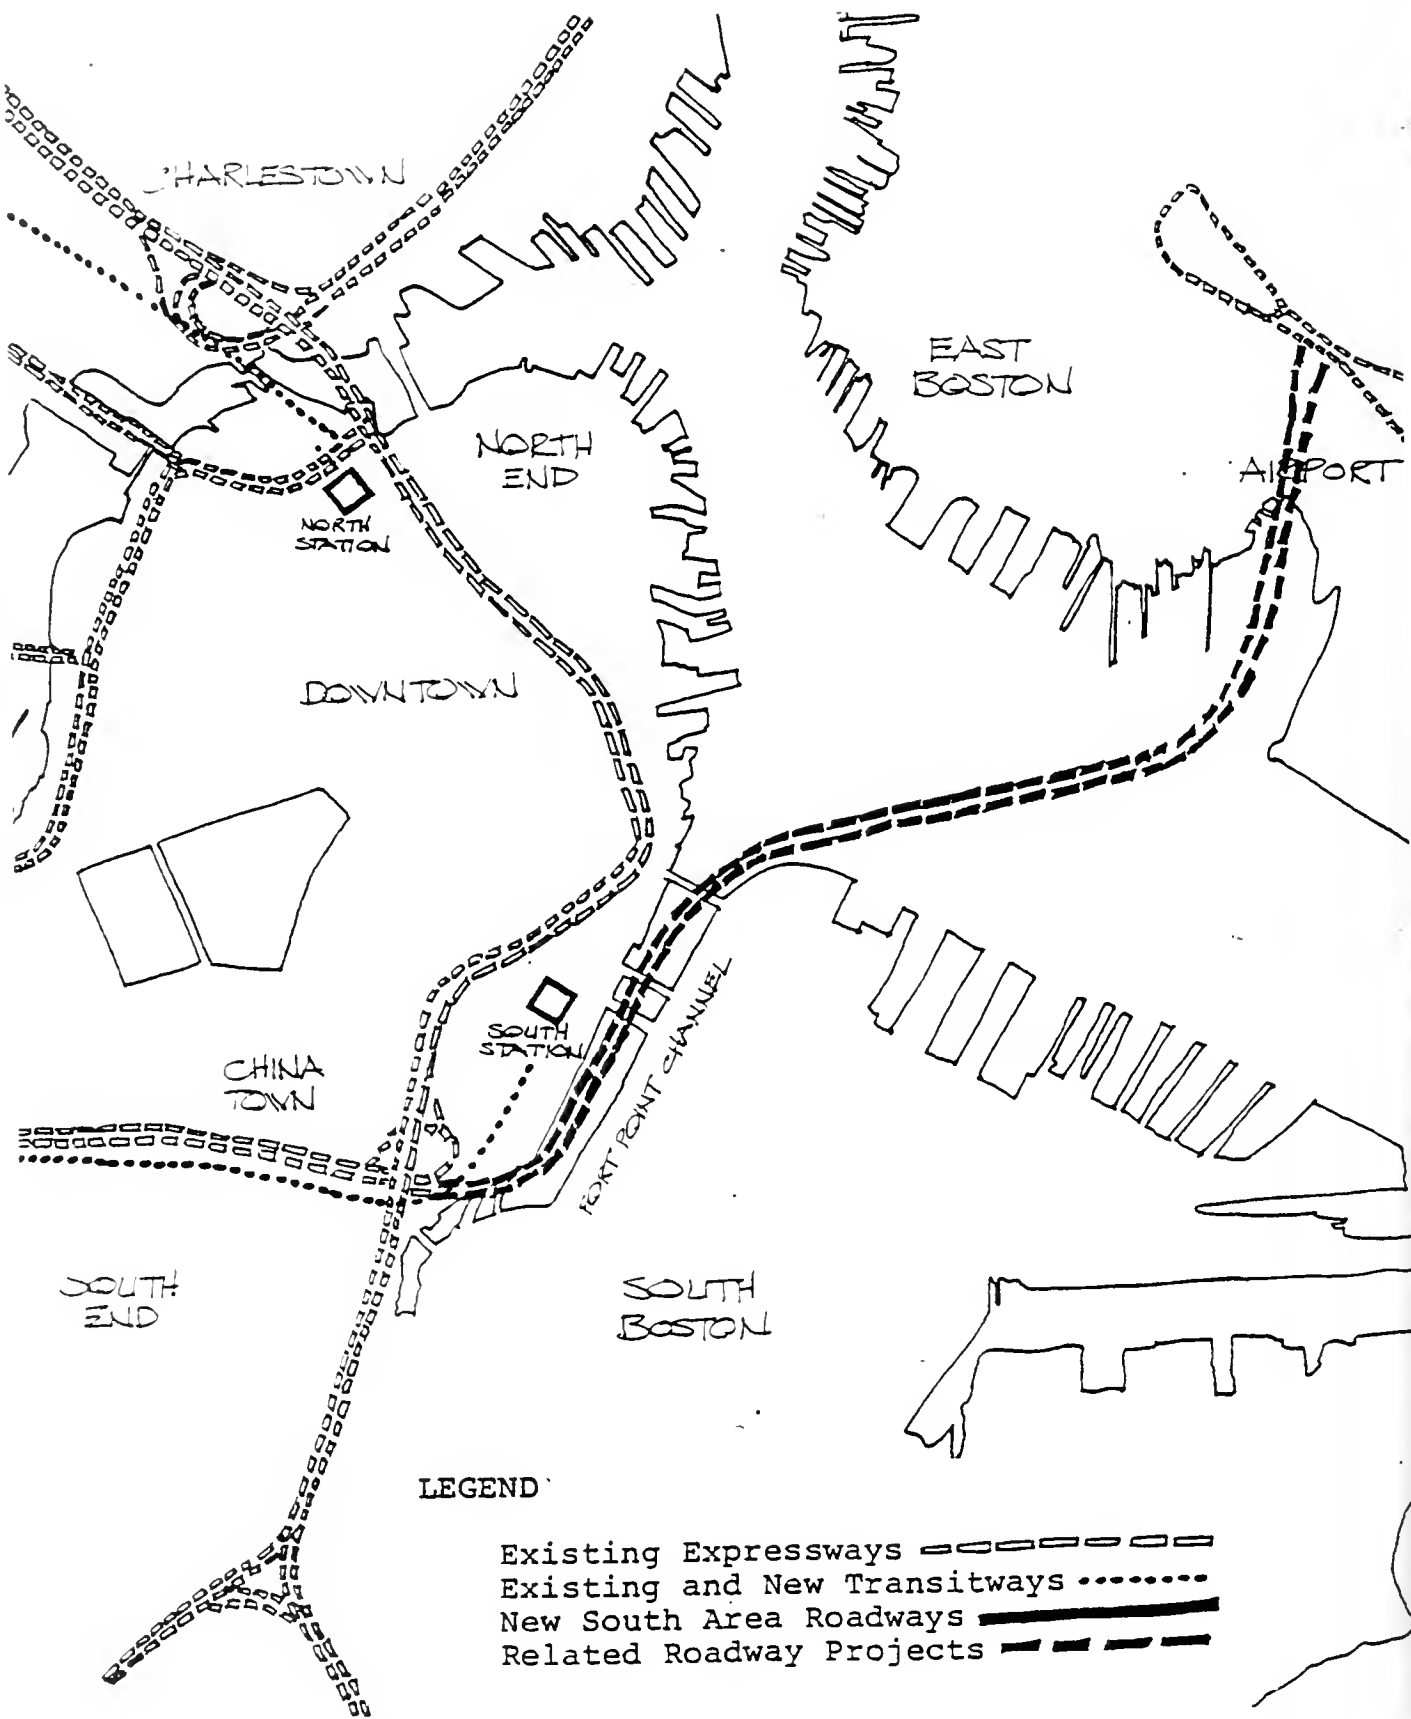 CHARLESTOWN
EAST
BOSTON
NORTH
END
AIRPORT
NORTH
STATION
DOWNTOWN
SOUTH
STATION
FORT POINT CHANNEL
CHINA
TOWN
SOUTH
END
SOUTH
BOSTON
LEGEND
Existing Expressways
Existing and New Transitways
New South Area Roadways
Related Roadway Projects